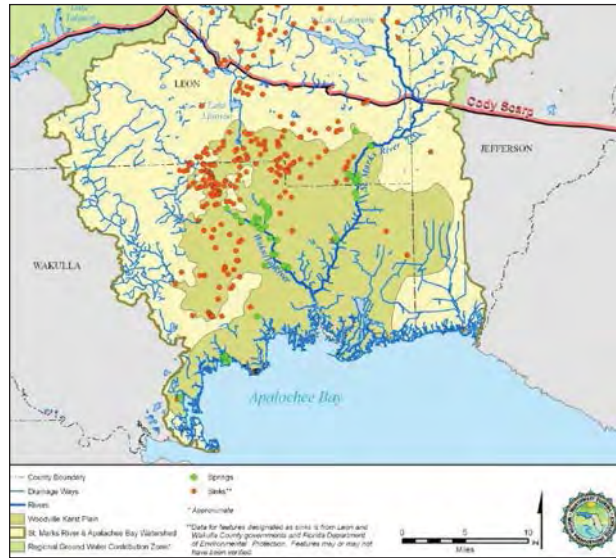 Lake Lafayette
LEON
Cody Scarp
JEFFERSON
Lake
Munson
St. Marks River
WAKULLA
Apalachee Bay
County Boundary
Drainage Ways
Rivers
Woodville Karst Plain
St. Marks River & Apalachee Bay Watershed
Regional Ground Water Contribution Zone*
Springs
Sinks**
* Approximate
**Data for features designated as sinks is from Leon and
Wakulla County governments and Florida Department
of Environmental Protection. Features may or may not
have been verified.
0 5 10
Miles